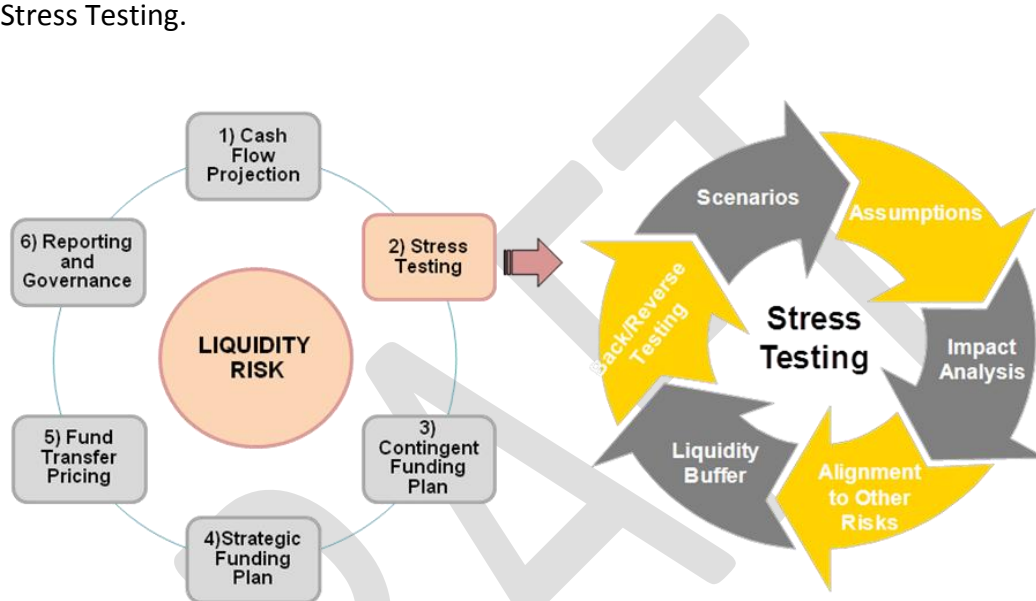 Stress Testing.
1) Cash
Flow
Projection
2) Stress
Testing
3)
Contingent
Funding
Plan
4)Strategic
Funding
Plan
5) Fund
Transfer
Pricing
6) Reporting
and
Governance
LIQUIDITY
RISK
Scenarios
Assumptions
Impact
Analysis
Alignment
to Other
Risks
Liquidity
Buffer
Back/Reverse
Testing
Stress
Testing
DRAFT